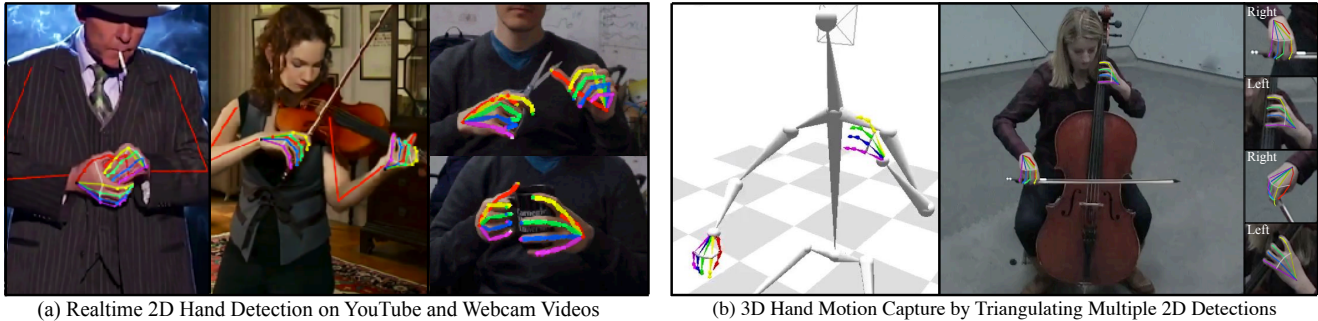 Right
Left
Right
Left
(a) Realtime 2D Hand Detection on YouTube and Webcam Videos
(b) 3D Hand Motion Capture by Triangulating Multiple 2D Detections